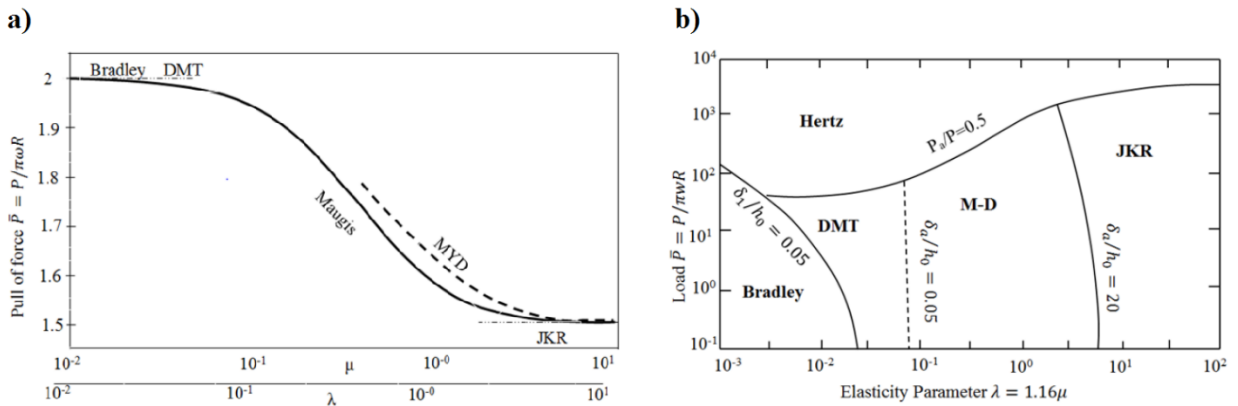 a)
Pull of force P̄ = P/πωR
2
1.9
1.8
1.7
1.6
1.5
Bradley DMT
Maugis
MYD
JKR
10⁻² 10⁻¹ 10⁻⁰ 10¹
μ
10⁻² 10⁻¹ 10⁻⁰ 10¹
λ
b)
Load P̄ = P/πwR
10⁴
10³
10²
10¹
10⁰
10⁻¹
Hertz
Pₐ/P=0.5
JKR
δ₁/h₀ = 0.05
DMT
M-D
δₐ/h₀ = 0.05
δₐ/h₀ = 20
Bradley
10⁻³ 10⁻² 10⁻¹ 10⁰ 10¹ 10²
Elasticity Parameter λ = 1.16μ